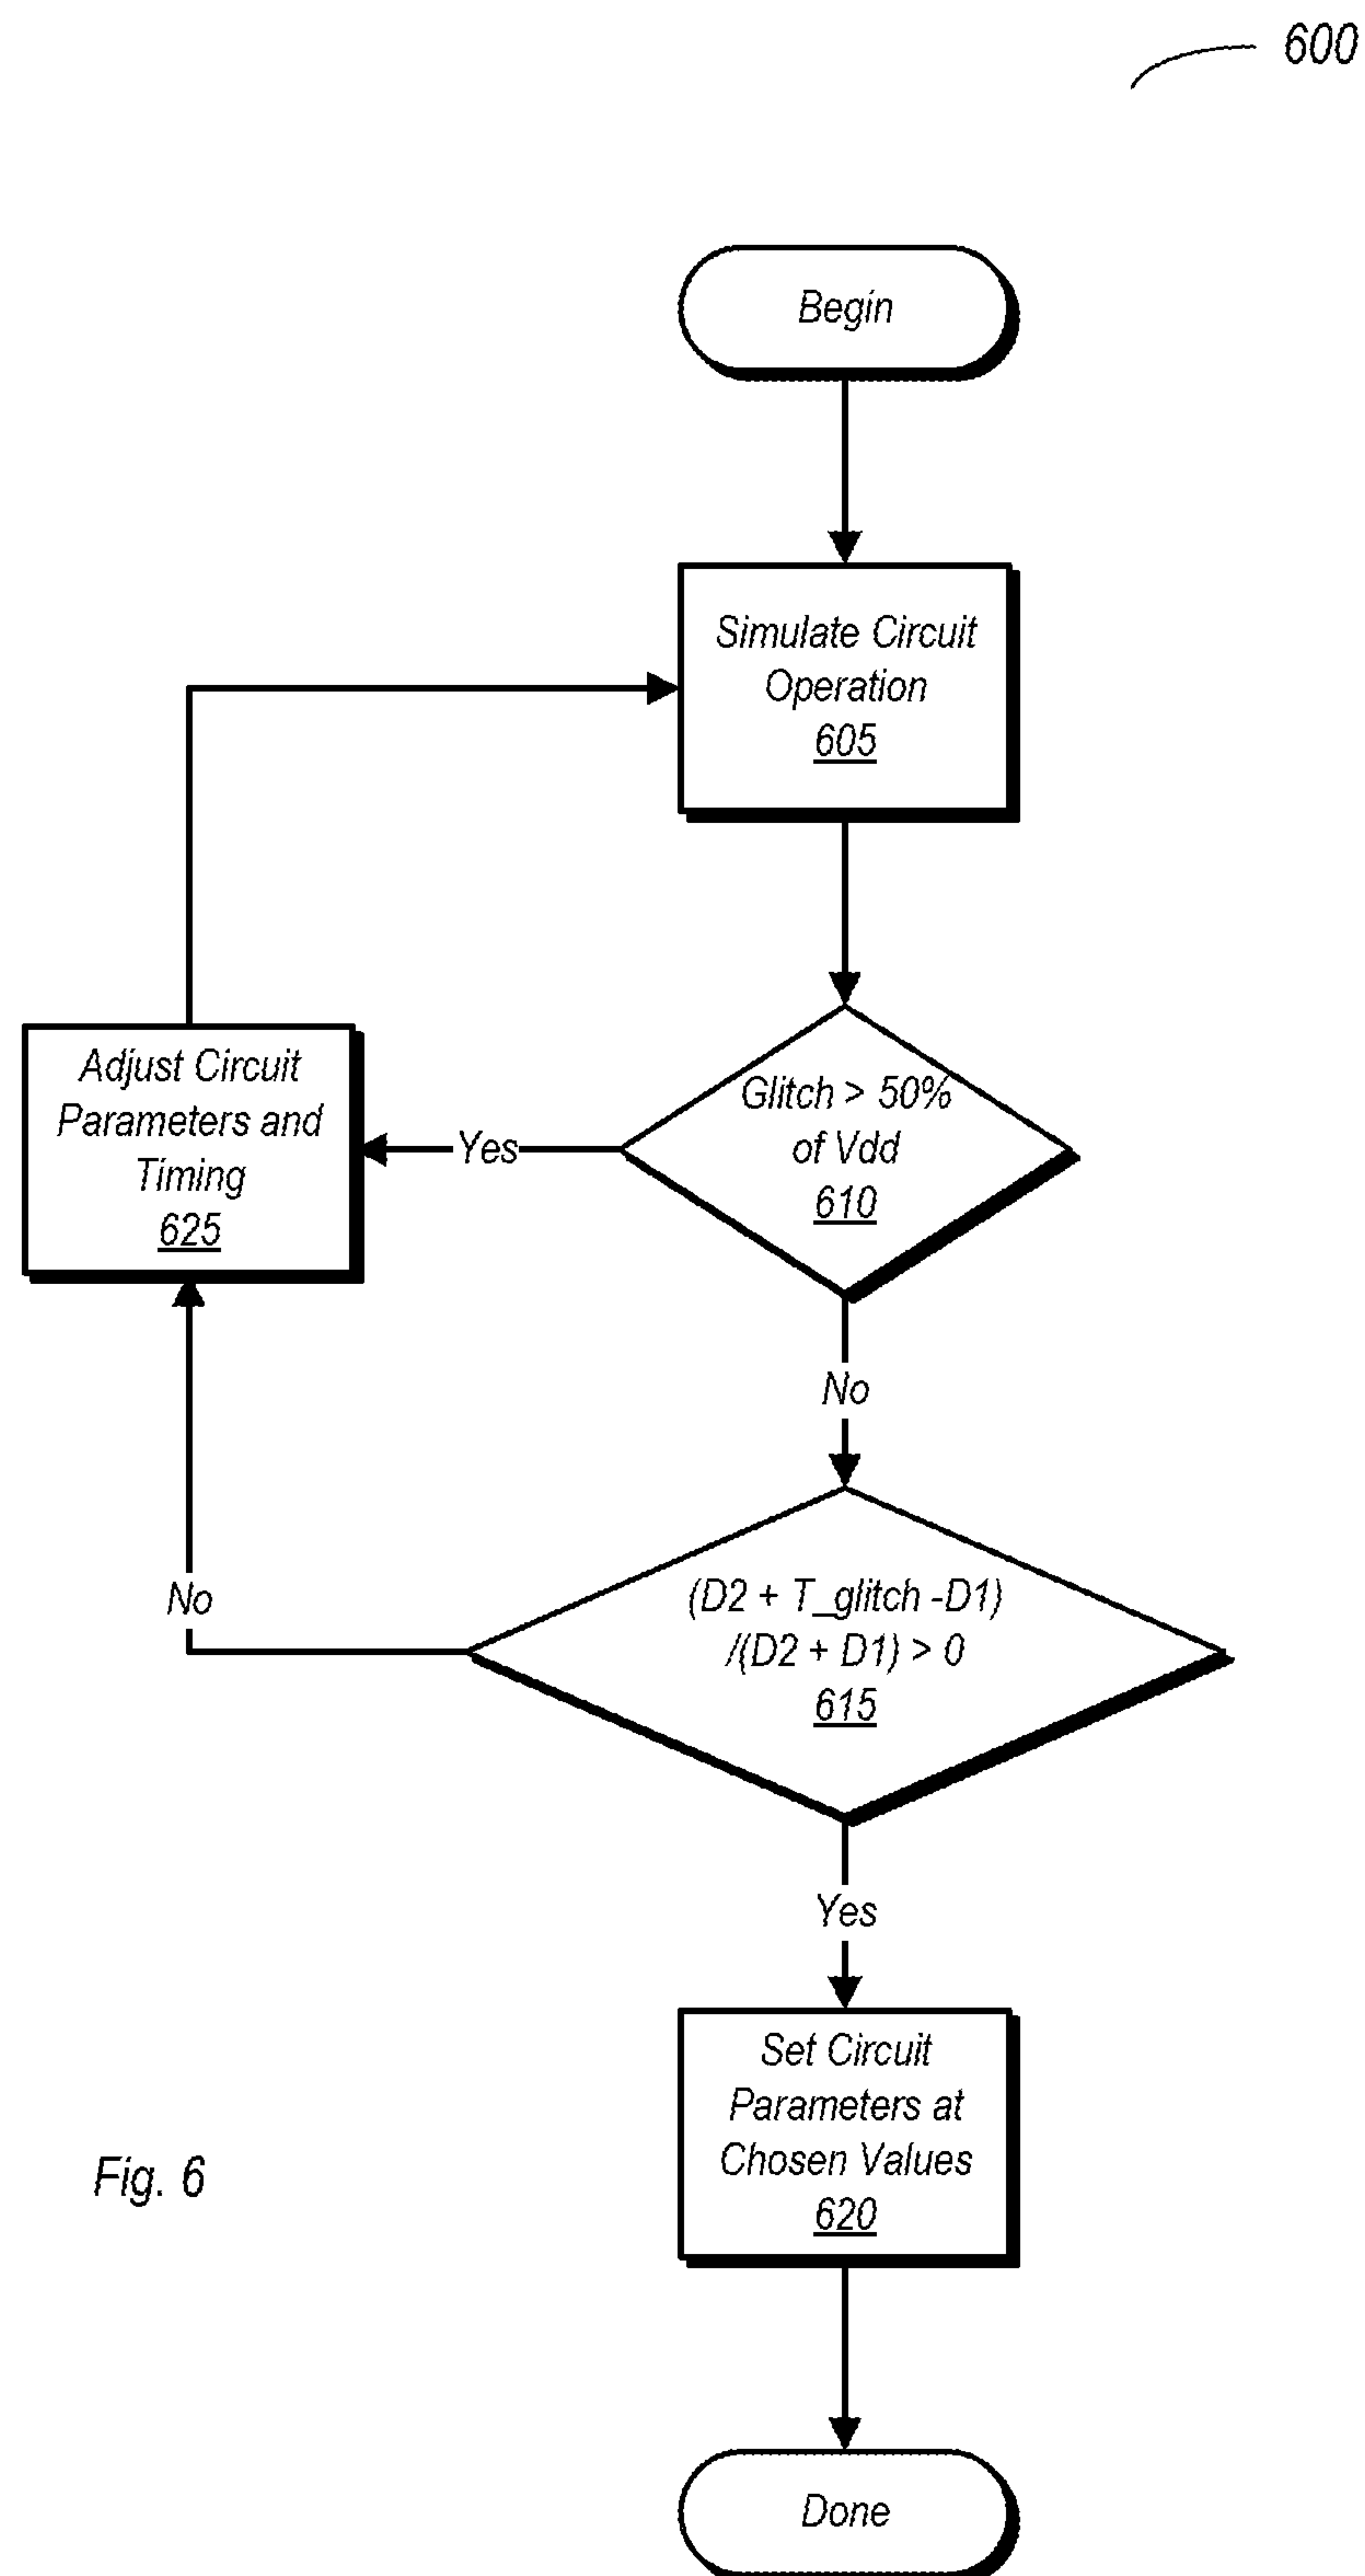 600
Begin
Simulate Circuit
Operation
605
Adjust Circuit
Parameters and
Timing
625
Yes
Glitch > 50%
of Vdd
610
No
No
(D2 + T_glitch -D1)
/(D2 + D1) > 0
615
Yes
Set Circuit
Parameters at
Chosen Values
620
Fig. 6
Done